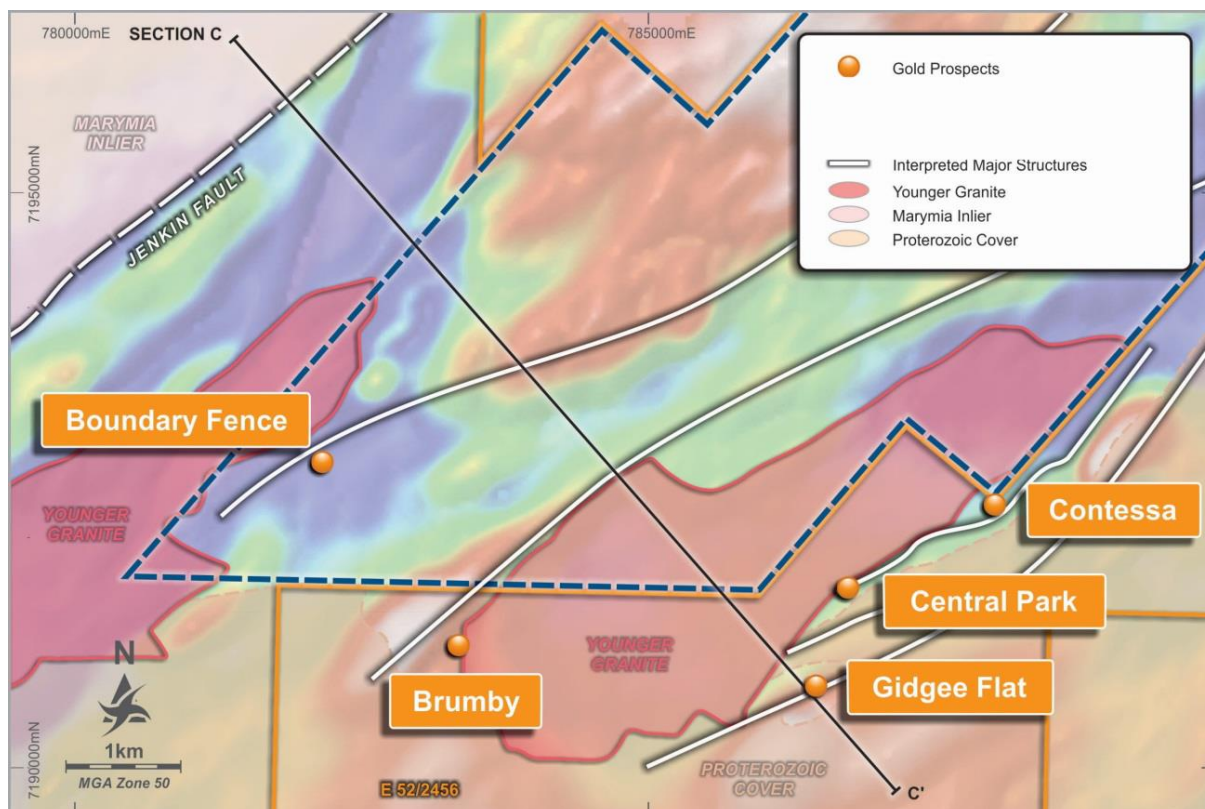 780000mE
SECTION C
785000mE
Gold Prospects
MARYMIA
INLIER
7195000mN
JENKIN FAULT
Interpreted Major Structures
Younger Granite
Marymia Inlier
Proterozoic Cover
Boundary Fence
YOUNGER
GRANITE
Contessa
Central Park
YOUNGER
GRANITE
Gidgee Flat
Brumby
N
1km
MGA Zone 50
7190000mN
E 52/2456
PROTEROZOIC
COVER
C'